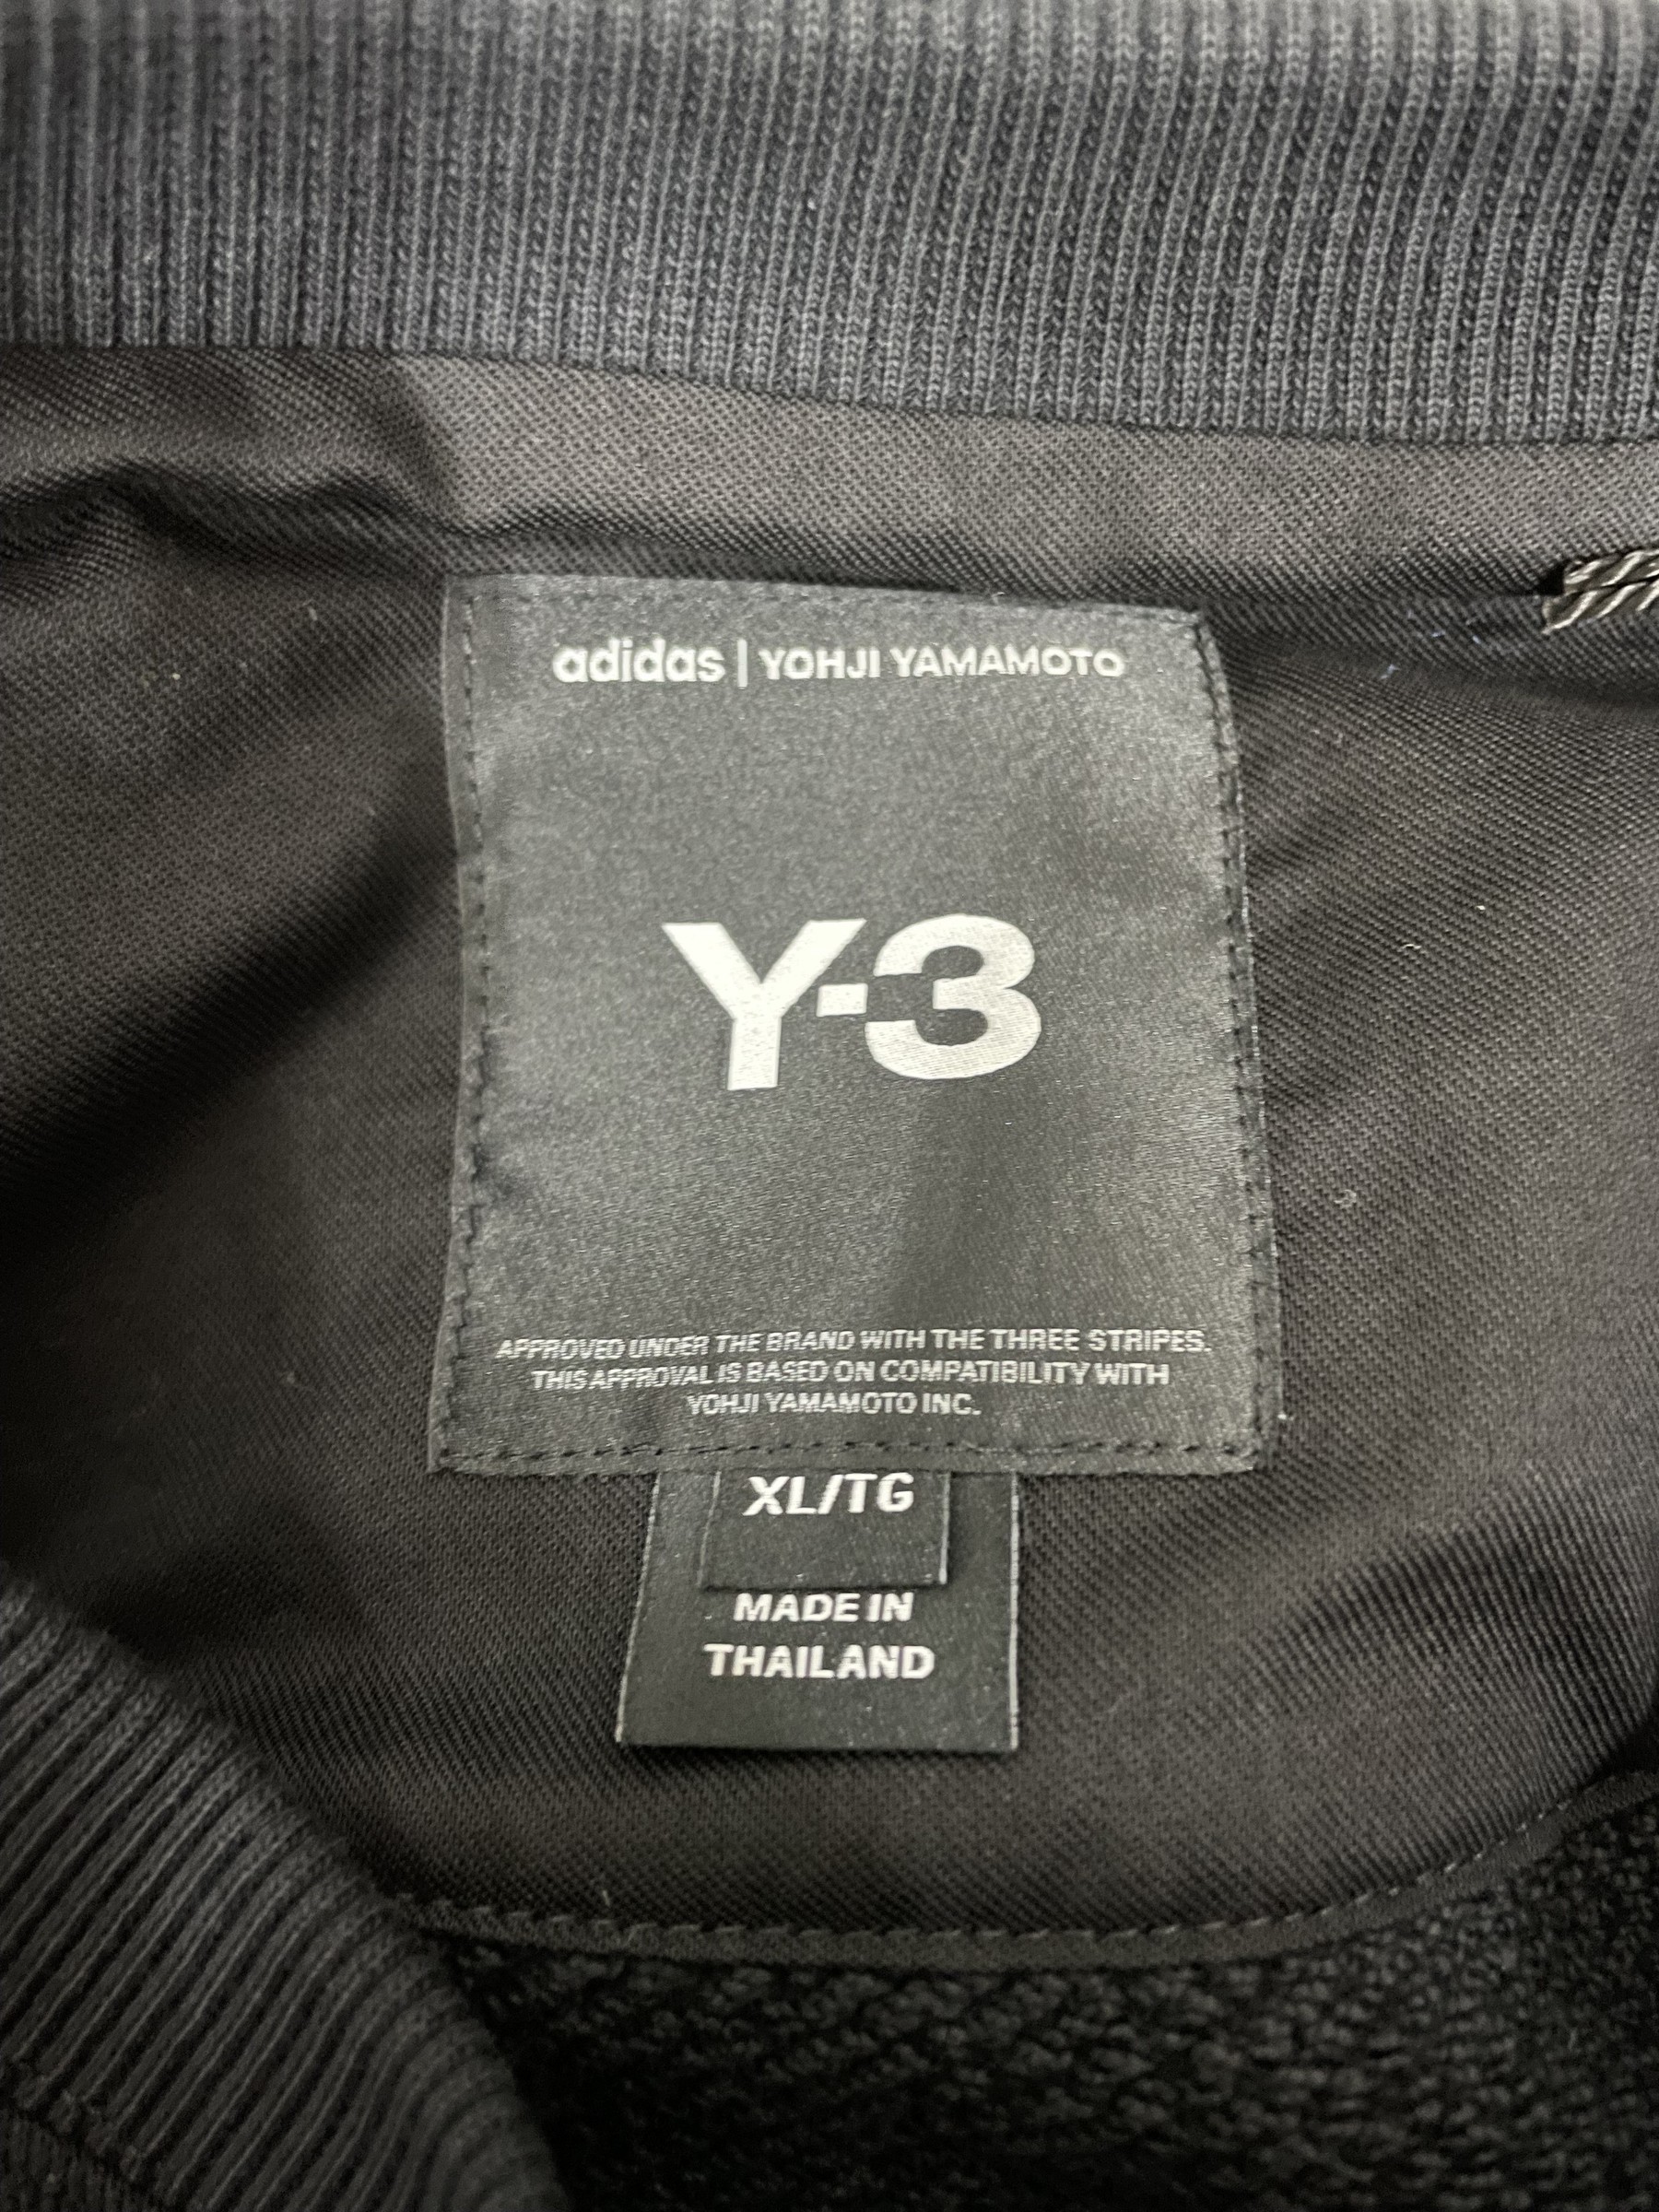 adidas | YOHJI YAMAMOTO
Y-3
APPROVED UNDER THE BRAND WITH THE THREE STRIPES.
THIS APPROVAL IS BASED ON COMPATIBILITY WITH
YOHJI YAMAMOTO INC.
XL/TG
MADE IN
THAILAND